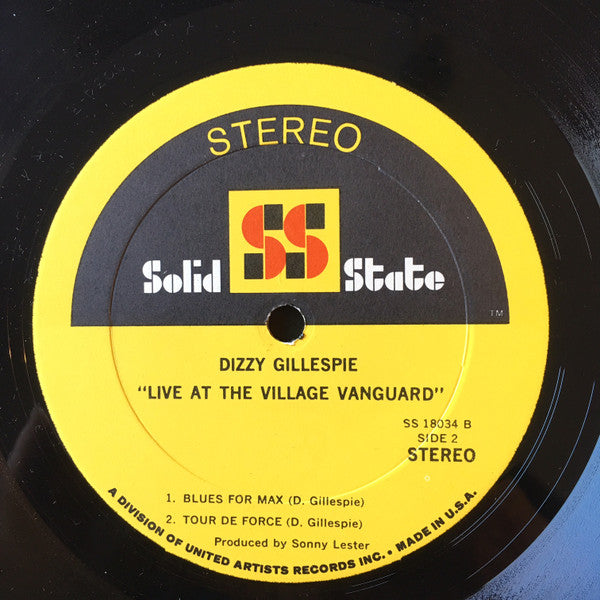 STEREO
SS
Solid State
TM
DIZZY GILLESPIE
"LIVE AT THE VILLAGE VANGUARD"
SS 18034 B
SIDE 2
STEREO
1. BLUES FOR MAX (D. Gillespie)
2. TOUR DE FORCE (D. Gillespie)
Produced by Sonny Lester
A DIVISION OF UNITED ARTISTS RECORDS INC. • MADE IN U.S.A.